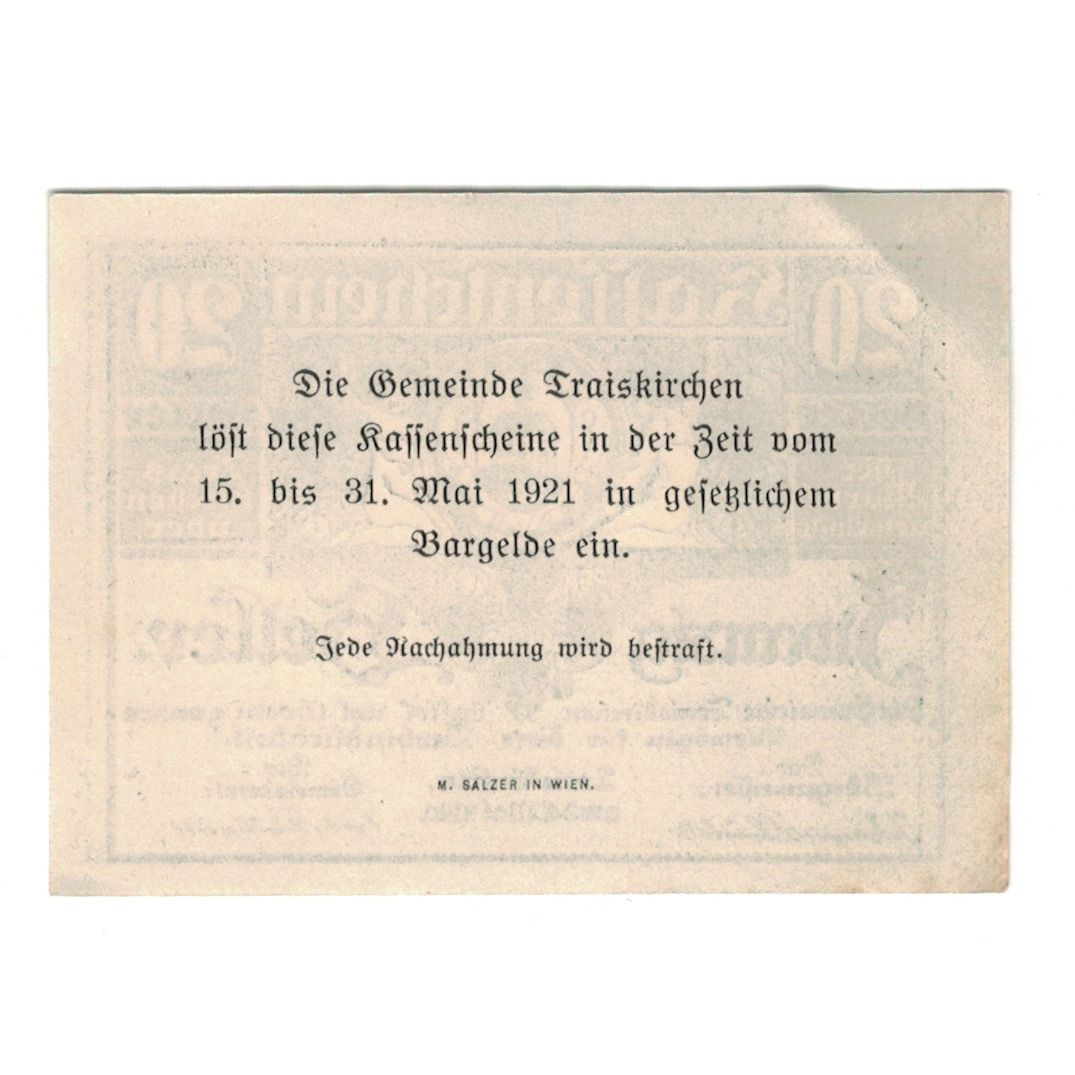 Die Gemeinde Traiskirchen
löst diese Kassenscheine in der Zeit vom
15. bis 31. Mai 1921 in gesetzlichem
Bargelde ein.
Jede Nachahmung wird bestraft.
M. SALZER IN WIEN.